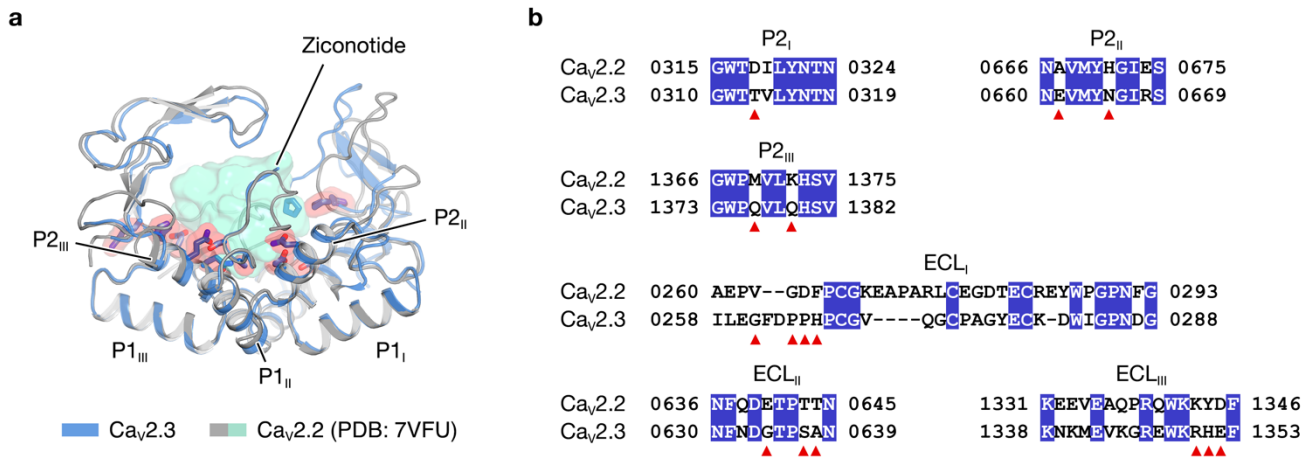 a
Ziconotide
P2III
P2II
P1III
P1II
P1I
CaV2.3
CaV2.2 (PDB: 7VFU)
b
P2I
CaV2.2 0315 GWTDILYNTN 0324
CaV2.3 0310 GWTTVLYNTN 0319
P2II
0666 NAVMYHGIES 0675
0660 NEVMYNGIRS 0669
P2III
CaV2.2 1366 GWPMVLKHSV 1375
CaV2.3 1373 GWPQVLQHSV 1382
ECLI
CaV2.2 0260 AEPV--GDFPCGKEAPARLCEGDTECREYWPGPNFG 0293
CaV2.3 0258 ILEGFDPPHPCGV----QGCPAGYECK-DWIGPNDG 0288
ECLII
CaV2.2 0636 NFQDETPTTN 0645
CaV2.3 0630 NFNDGTPSAN 0639
ECLIII
1331 KEEVEAQPRQWKKYDF 1346
1338 KNKMEVKGREWKRHEF 1353